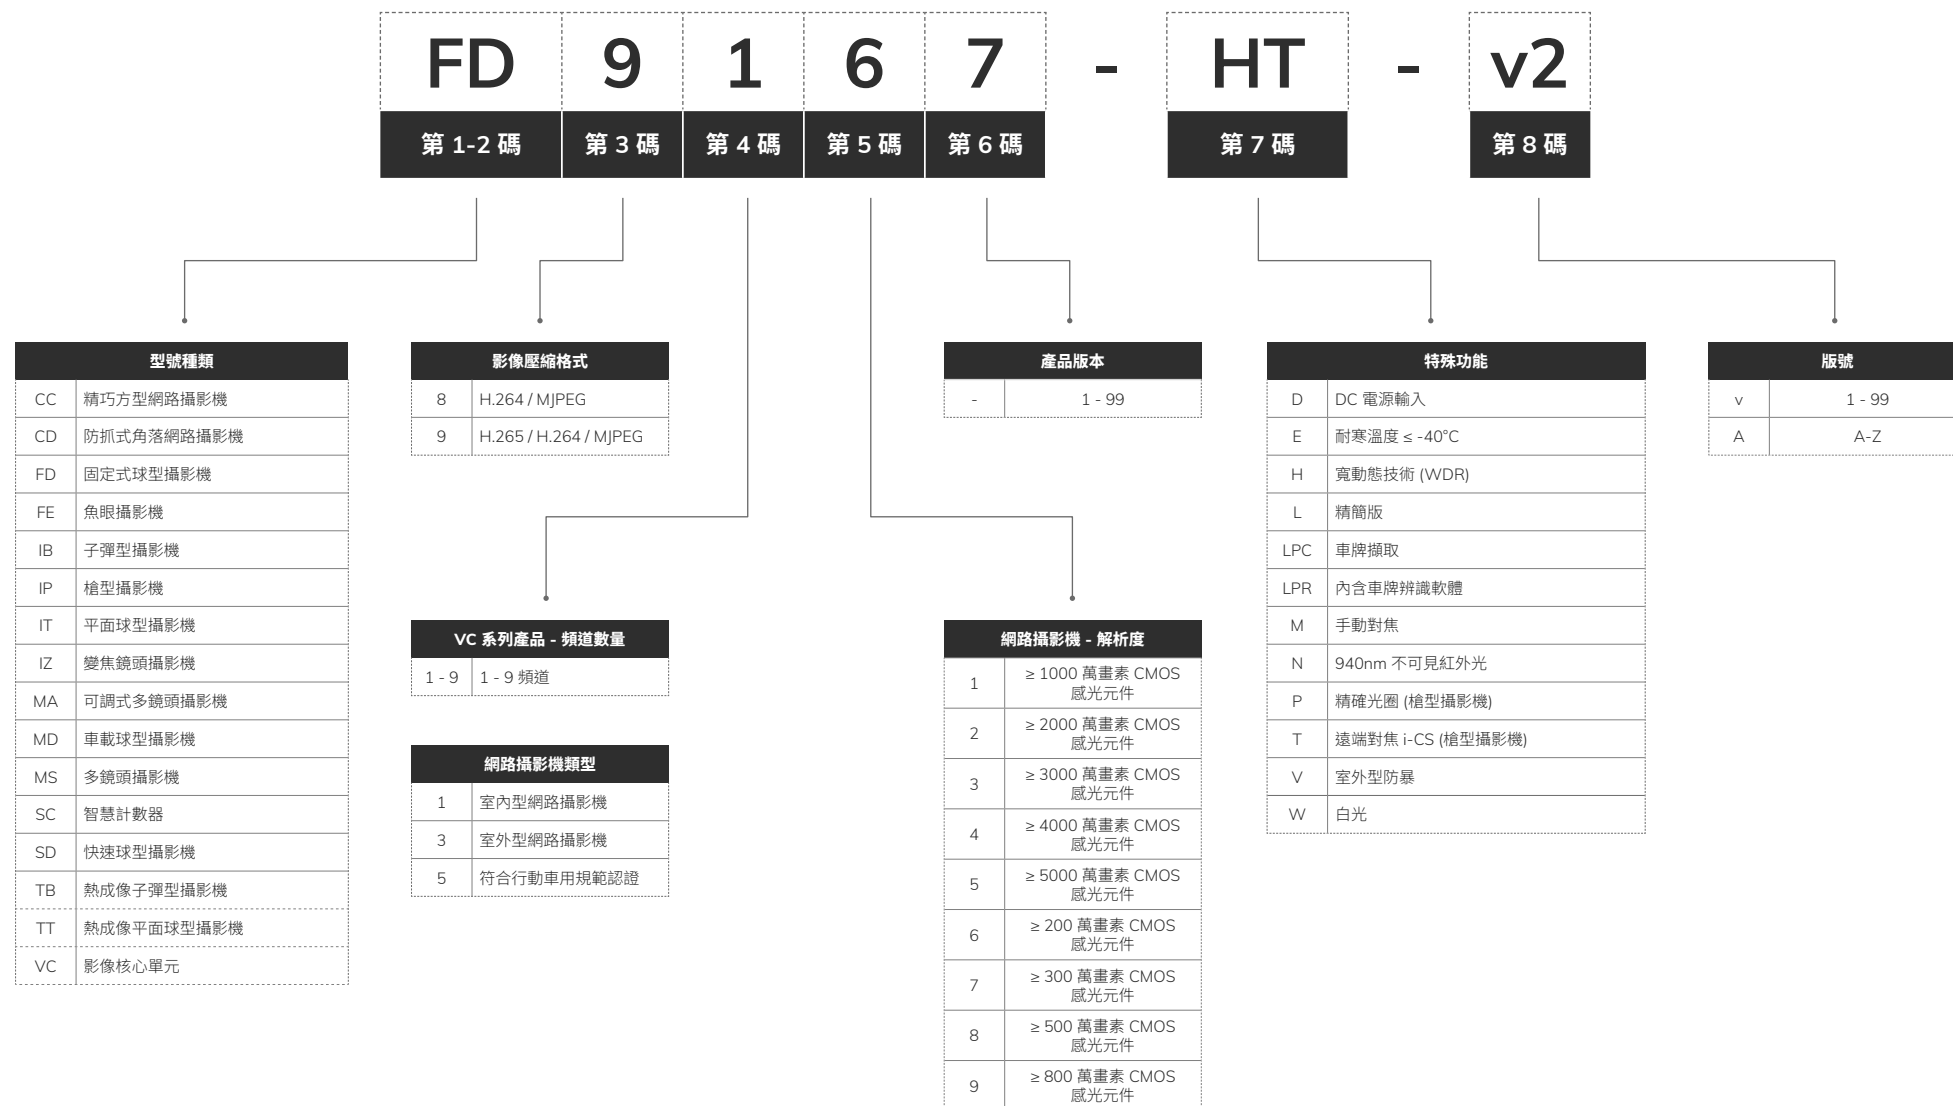 FD 9 1 6 7 - HT - v2
第 1-2 碼 第 3 碼 第 4 碼 第 5 碼 第 6 碼 第 7 碼 第 8 碼
型號種類
CC 精巧方型網路攝影機
CD 防抓式角落網路攝影機
FD 固定式球型攝影機
FE 魚眼攝影機
IB 子彈型攝影機
IP 槍型攝影機
IT 平面球型攝影機
IZ 變焦鏡頭攝影機
MA 可調式多鏡頭攝影機
MD 車載球型攝影機
MS 多鏡頭攝影機
SC 智慧計數器
SD 快速球型攝影機
TB 熱成像子彈型攝影機
TT 熱成像平面球型攝影機
VC 影像核心單元
影像壓縮格式
8 H.264 / MJPEG
9 H.265 / H.264 / MJPEG
VC 系列產品 - 頻道數量
1 - 9 1 - 9 頻道
網路攝影機類型
1 室內型網路攝影機
3 室外型網路攝影機
5 符合行動車用規範認證
產品版本
- 1 - 99
網路攝影機 - 解析度
1 ≥ 1000 萬畫素 CMOS
感光元件
2 ≥ 2000 萬畫素 CMOS
感光元件
3 ≥ 3000 萬畫素 CMOS
感光元件
4 ≥ 4000 萬畫素 CMOS
感光元件
5 ≥ 5000 萬畫素 CMOS
感光元件
6 ≥ 200 萬畫素 CMOS
感光元件
7 ≥ 300 萬畫素 CMOS
感光元件
8 ≥ 500 萬畫素 CMOS
感光元件
9 ≥ 800 萬畫素 CMOS
感光元件
特殊功能
D DC 電源輸入
E 耐寒溫度 ≤ -40°C
H 寬動態技術 (WDR)
L 精簡版
LPC 車牌擷取
LPR 內含車牌辨識軟體
M 手動對焦
N 940nm 不可見紅外光
P 精確光圈 (槍型攝影機)
T 遠端對焦 i-CS (槍型攝影機)
V 室外型防暴
W 白光
版號
v 1 - 99
A A-Z